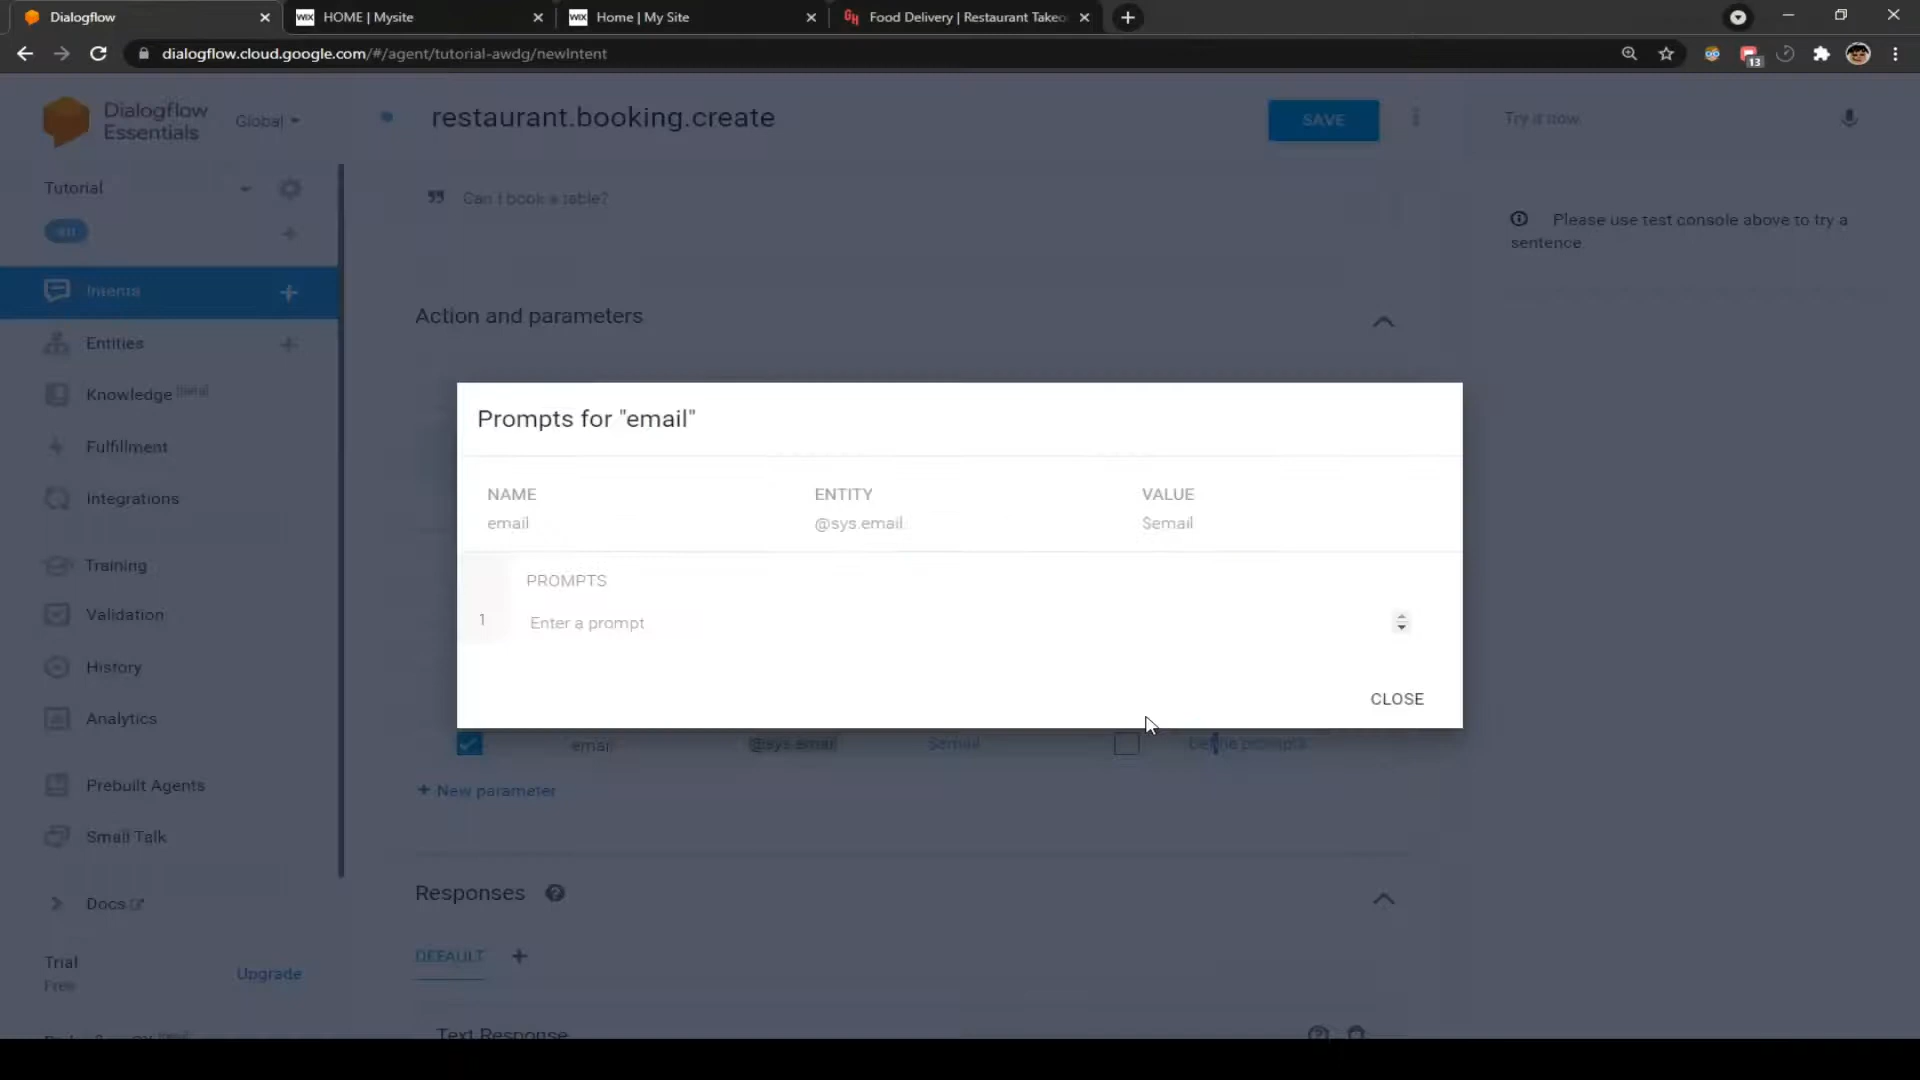 Dialogflow
HOME | Mysite
Home | My Site
Food Delivery | Restaurant Takeo
dialogflow.cloud.google.com/#/agent/tutorial-awdg/newIntent
13
Dialogflow
Essentials
Global
restaurant.booking.create
SAVE
Try it now
Tutorial
en
Can I book a table?
Please use test console above to try a
sentence
Intents
Action and parameters
Entities
Knowledge [beta]
Fulfillment
Integrations
Training
Validation
History
Analytics
Prebuilt Agents
Small Talk
Docs
Trial
Free
Upgrade
Prompts for "email"
NAME
ENTITY
VALUE
email
@sys.email
$email
PROMPTS
1
Enter a prompt
CLOSE
email
@sys.email
$email
Define prompts
New parameter
Responses
DEFAULT
Text Response